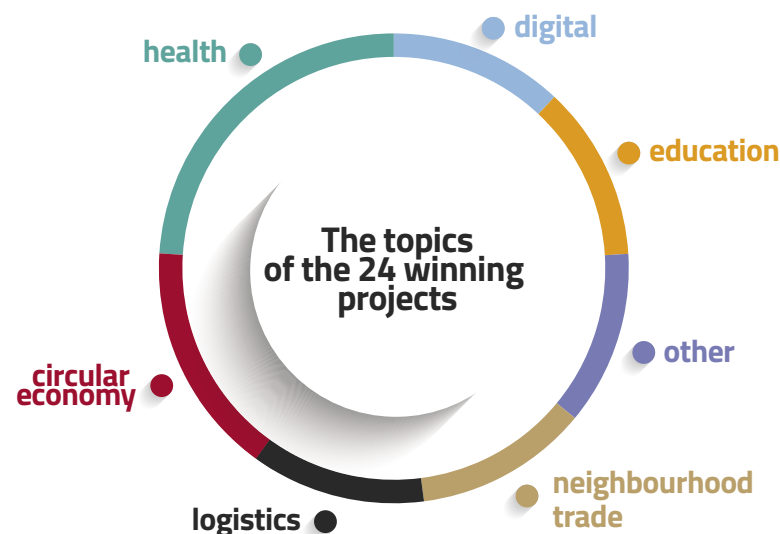 The topics
of the 24 winning
projects
digital
education
other
neighbourhood
trade
logistics
circular
economy
health